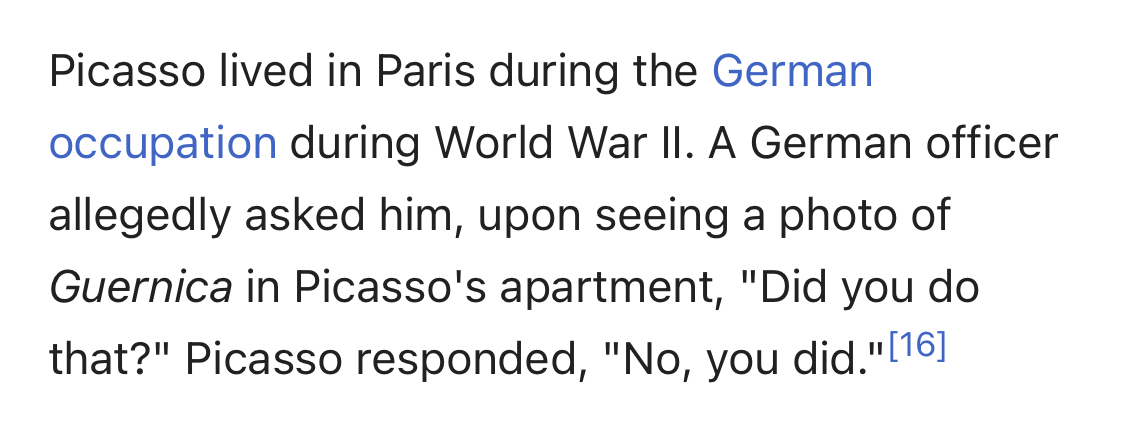 Picasso lived in Paris during the German
occupation during World War II. A German officer
allegedly asked him, upon seeing a photo of
Guernica in Picasso's apartment, "Did you do
that?" Picasso responded, "No, you did."[16]